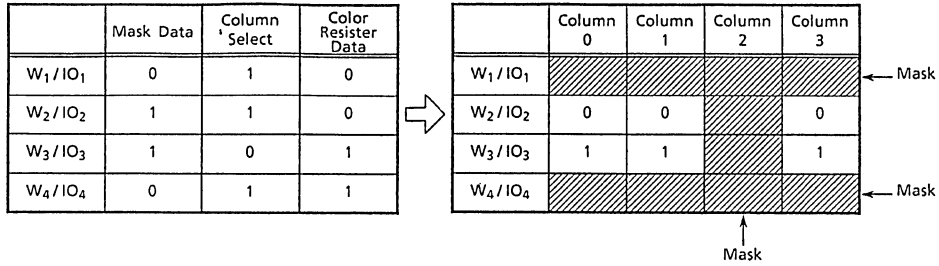 Mask Data Column Select Color Resister Data
W1/IO1 0 1 0
W2/IO2 1 1 0
W3/IO3 1 0 1
W4/IO4 0 1 1
Column 0 Column 1 Column 2 Column 3
W1/IO1 Mask
W2/IO2 0 0 0
W3/IO3 1 1 1
W4/IO4 Mask
Mask